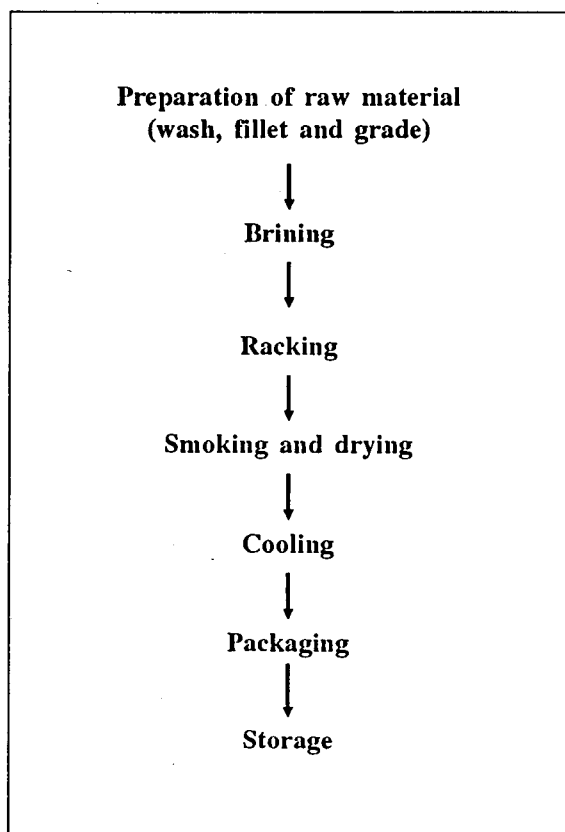 Preparation of raw material
(wash, fillet and grade)
Brining
Racking
Smoking and drying
Cooling
Packaging
Storage